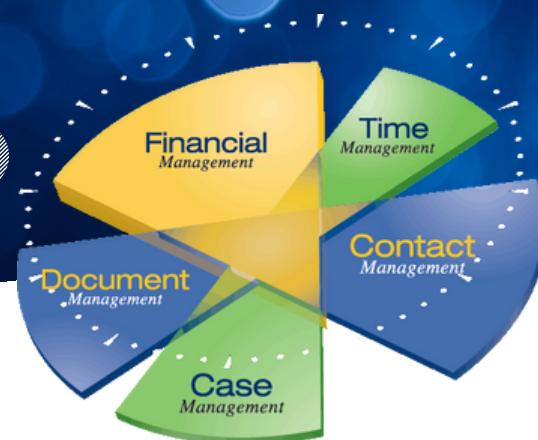 Financial
Management
Time
Management
Contact
Management
Document
Management
Case
Management